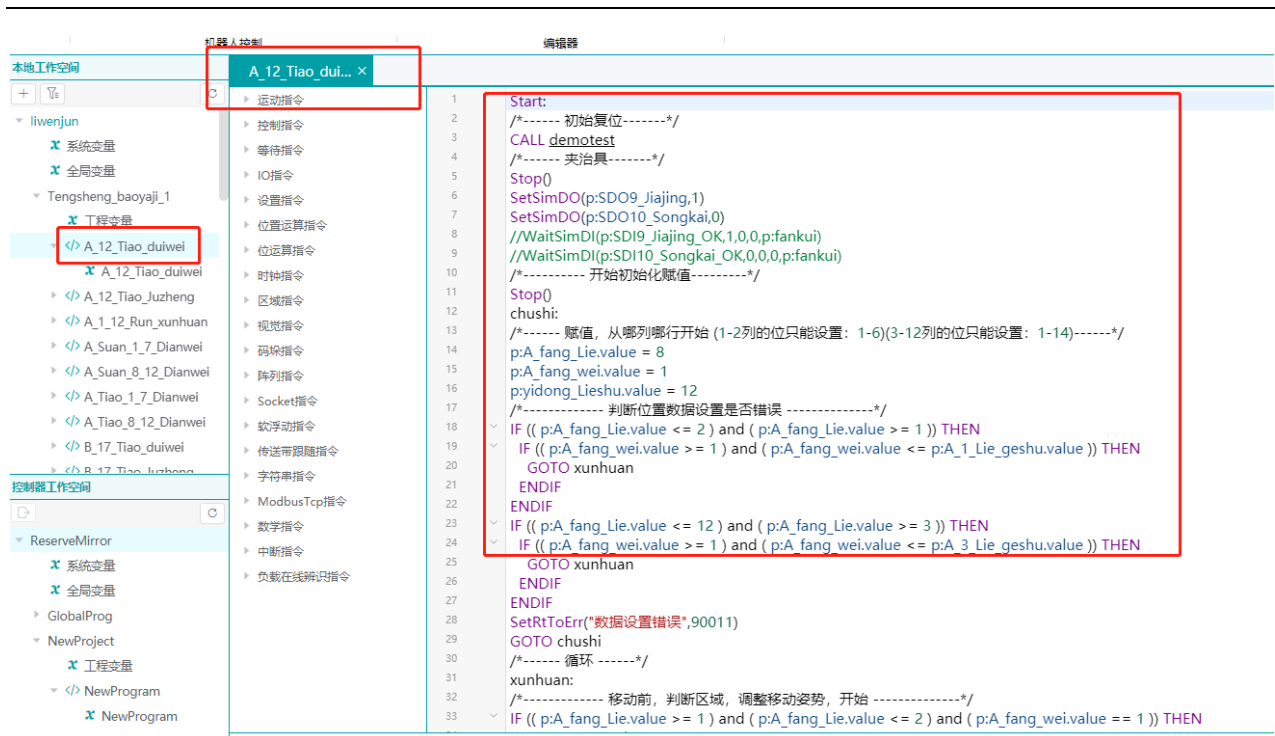 机器人控制 编辑器
本地工作空间
A_12_Tiao_dui... ×
liwenjun
系统变量
全局变量
Tengsheng_baoyaji_1
工程变量
</> A_12_Tiao_duiwei
A_12_Tiao_duiwei
</> A_12_Tiao_Juzheng
</> A_1_12_Run_xunhuan
</> A_Suan_1_7_Dianwei
</> A_Suan_8_12_Dianwei
</> A_Tiao_1_7_Dianwei
</> A_Tiao_8_12_Dianwei
</> B_17_Tiao_duiwei
</> B_17_Tiao_Juzheng
控制器工作空间
ReserveMirror
系统变量
全局变量
GlobalProg
NewProject
工程变量
</> NewProgram
NewProgram
运动指令
控制指令
等待指令
IO指令
设置指令
位置运算指令
位运算指令
时钟指令
区域指令
视觉指令
码垛指令
阵列指令
Socket指令
软浮动指令
传送带跟随指令
字符串指令
ModbusTcp指令
数学指令
中断指令
负载在线辨识指令
1 Start:
2 /*------ 初始复位-------*/
3 CALL demotest
4 /*------ 夹治具-------*/
5 Stop()
6 SetSimDO(p:SDO9_Jiajing,1)
7 SetSimDO(p:SDO10_Songkai,0)
8 //WaitSimDI(p:SDI9_Jiajing_OK,1,0,0,p:fankui)
9 //WaitSimDI(p:SDI10_Songkai_OK,0,0,0,p:fankui)
10 /*---------- 开始初始化赋值---------*/
11 Stop()
12 chushi:
13 /*------ 赋值，从哪列哪行开始 (1-2列的位只能设置：1-6)(3-12列的位只能设置：1-14)------*/
14 p:A_fang_Lie.value = 8
15 p:A_fang_wei.value = 1
16 p:yidong_Lieshu.value = 12
17 /*------------- 判断位置数据设置是否错误 --------------*/
18 IF (( p:A_fang_Lie.value <= 2 ) and ( p:A_fang_Lie.value >= 1 )) THEN
19 IF (( p:A_fang_wei.value >= 1 ) and ( p:A_fang_wei.value <= p:A_1_Lie_geshu.value )) THEN
20 GOTO xunhuan
21 ENDIF
22 ENDIF
23 IF (( p:A_fang_Lie.value <= 12 ) and ( p:A_fang_Lie.value >= 3 )) THEN
24 IF (( p:A_fang_wei.value >= 1 ) and ( p:A_fang_wei.value <= p:A_3_Lie_geshu.value )) THEN
25 GOTO xunhuan
26 ENDIF
27 ENDIF
28 SetRtToErr("数据设置错误",90011)
29 GOTO chushi
30 /*------ 循环 ------*/
31 xunhuan:
32 /*------------- 移动前，判断区域，调整移动姿势，开始 --------------*/
33 IF (( p:A_fang_Lie.value >= 1 ) and ( p:A_fang_Lie.value <= 2 ) and ( p:A_fang_wei.value == 1 )) THEN